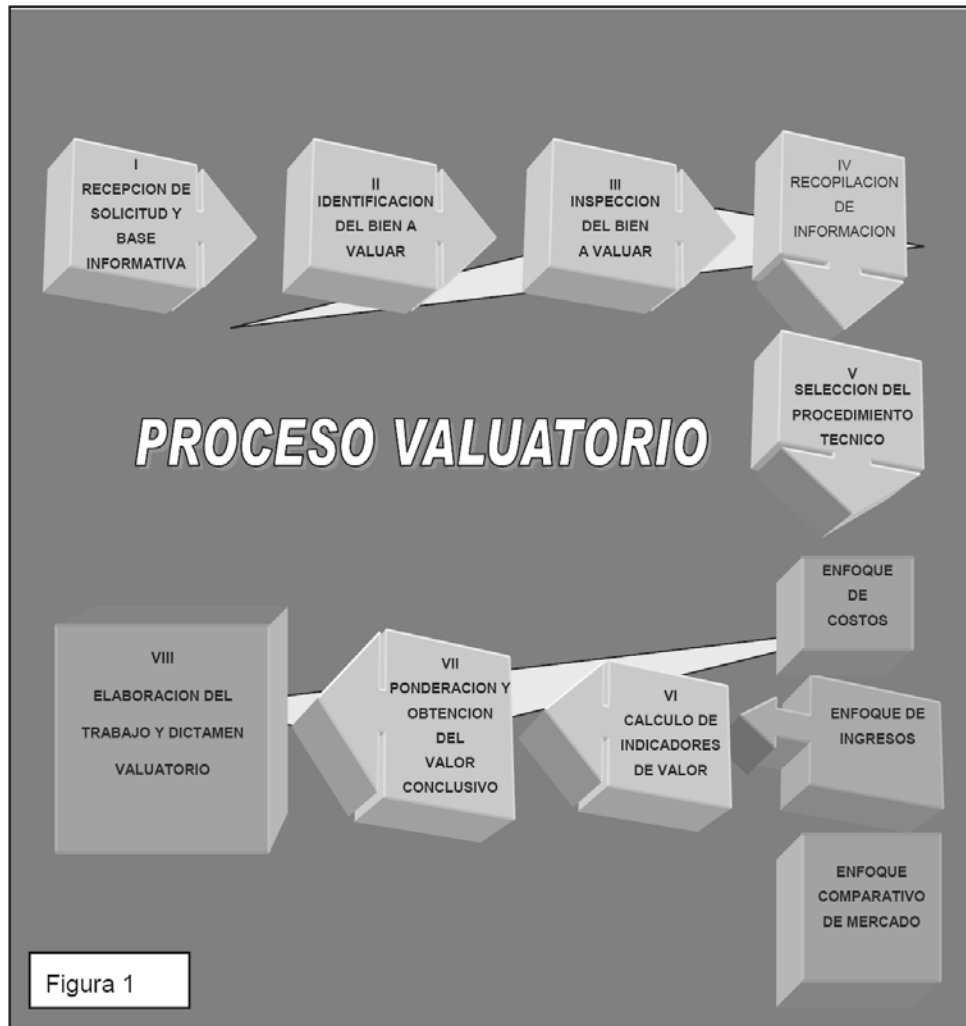 I
RECEPCION DE
SOLICITUD Y
BASE
INFORMATIVA
II
IDENTIFICACION
DEL BIEN A
VALUAR
III
INSPECCION
DEL BIEN
A VALUAR
IV
RECOPILACION
DE
INFORMACION
V
SELECCION DEL
PROCEDIMIENTO
TECNICO
PROCESO VALUATORIO
ENFOQUE
DE
COSTOS
ENFOQUE DE
INGRESOS
ENFOQUE
COMPARATIVO
DE MERCADO
VI
CALCULO DE
INDICADORES
DE VALOR
VII
PONDERACION Y
OBTENCION
DEL
VALOR
CONCLUSIVO
VIII
ELABORACION DEL
TRABAJO Y DICTAMEN
VALUATORIO
Figura 1